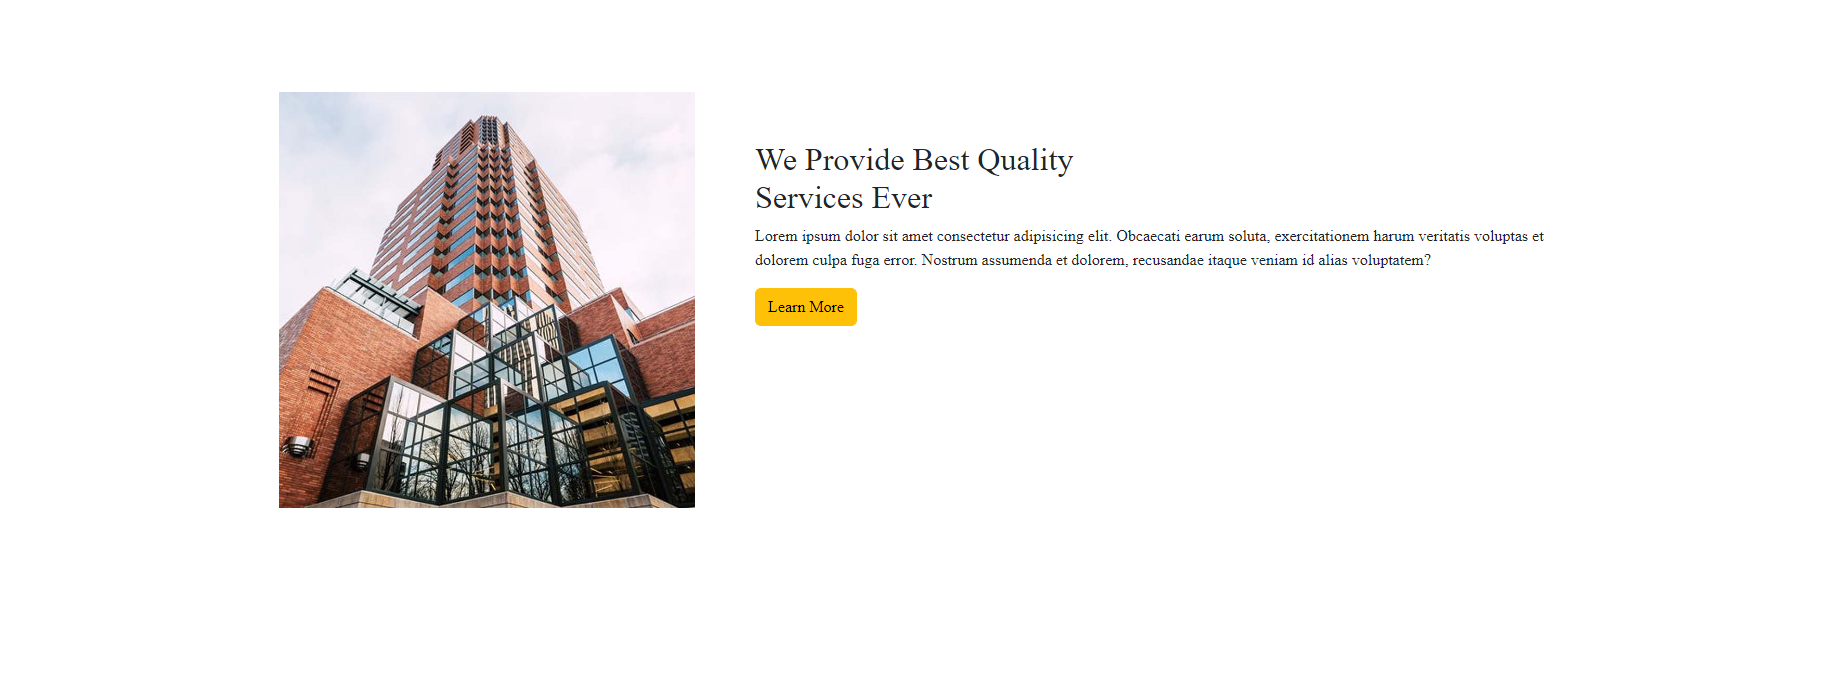 We Provide Best Quality
Services Ever
Lorem ipsum dolor sit amet consectetur adipisicing elit. Obcaecati earum soluta, exercitationem harum veritatis voluptas et
dolorem culpa fuga error. Nostrum assumenda et dolorem, recusandae itaque veniam id alias voluptatem?
Learn More